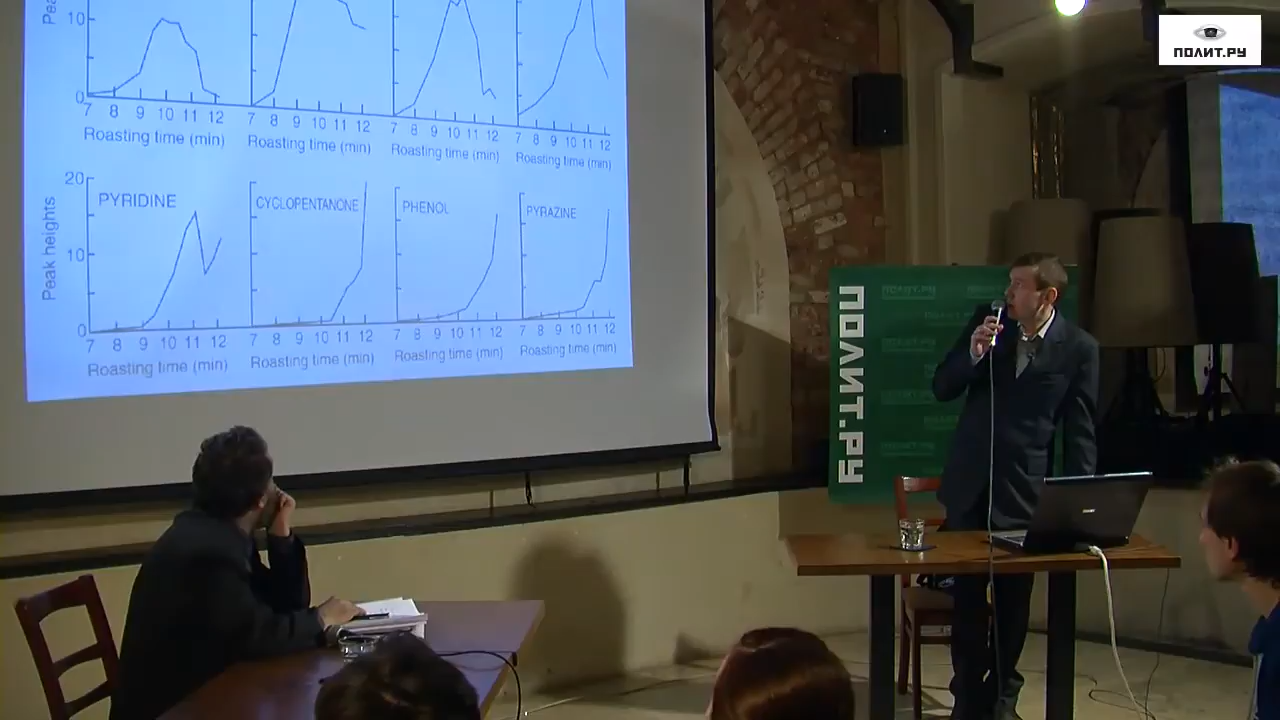 Pea
10
0
7 8 9 10 11 12
Roasting time (min)
7 8 9 10 11 12
Roasting time (min)
7 8 9 10 11 12
Roasting time (min)
7 8 9 10 11 12
Roasting time (min)
Peak heights
20
10
0
PYRIDINE
7 8 9 10 11 12
Roasting time (min)
CYCLOPENTANONE
7 8 9 10 11 12
Roasting time (min)
PHENOL
7 8 9 10 11 12
Roasting time (min)
PYRAZINE
7 8 9 10 11 12
Roasting time (min)
ПОЛИТ.РУ
ПОЛИТ.РУ